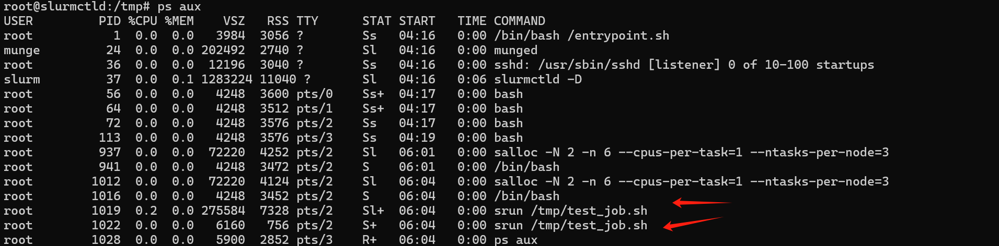 root@slurmctld:/tmp# ps aux
USER         PID %CPU %MEM    VSZ   RSS TTY      STAT START   TIME COMMAND
root           1  0.0  0.0   3984  3056 ?        Ss   04:16   0:00 /bin/bash /entrypoint.sh
munge         24  0.0  0.0 202492  2740 ?        Sl   04:16   0:00 munged
root          36  0.0  0.0  12196  3040 ?        Ss   04:16   0:00 sshd: /usr/sbin/sshd [listener] 0 of 10-100 startups
slurm         37  0.0  0.1 1283224 11040 ?       Sl   04:16   0:06 slurmctld -D
root          56  0.0  0.0   4248  3600 pts/0    Ss+  04:17   0:00 bash
root          64  0.0  0.0   4248  3512 pts/1    Ss+  04:17   0:00 bash
root          72  0.0  0.0   4248  3576 pts/2    Ss   04:17   0:00 bash
root         113  0.0  0.0   4248  3576 pts/3    Ss   04:19   0:00 bash
root         937  0.0  0.0  72220  4252 pts/2    Sl   06:01   0:00 salloc -N 2 -n 6 --cpus-per-task=1 --ntasks-per-node=3
root         941  0.0  0.0   4248  3472 pts/2    S    06:01   0:00 /bin/bash
root        1012  0.0  0.0  72220  4124 pts/2    Sl   06:04   0:00 salloc -N 2 -n 6 --cpus-per-task=1 --ntasks-per-node=3
root        1016  0.0  0.0   4248  3452 pts/2    S    06:04   0:00 /bin/bash
root        1019  0.2  0.0 275584  7328 pts/2    Sl+  06:04   0:00 srun /tmp/test_job.sh
root        1022  0.0  0.0   6160   756 pts/2    S+   06:04   0:00 srun /tmp/test_job.sh
root        1028  0.0  0.0   5900  2852 pts/3    R+   06:04   0:00 ps aux